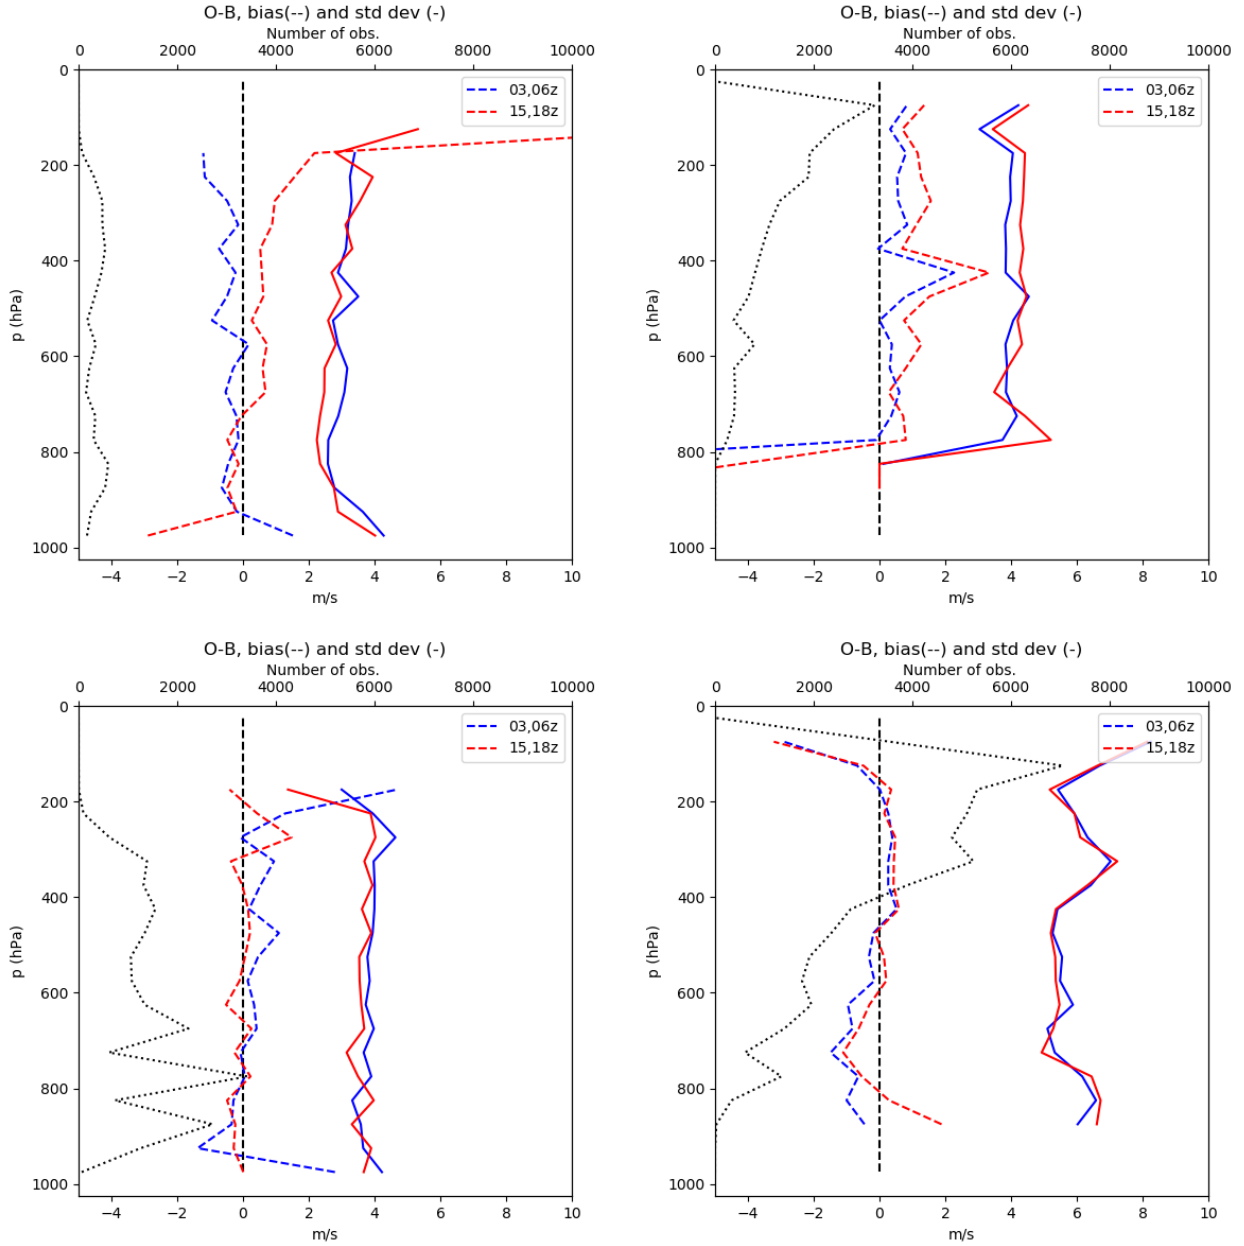 O-B, bias(--) and std dev (-)
Number of obs.
0 2000 4000 6000 8000 10000
03,06z
15,18z
0
200
400
600
800
1000
p (hPa)
−4 −2 0 2 4 6 8 10
m/s
O-B, bias(--) and std dev (-)
Number of obs.
0 2000 4000 6000 8000 10000
03,06z
15,18z
0
200
400
600
800
1000
p (hPa)
−4 −2 0 2 4 6 8 10
m/s
O-B, bias(--) and std dev (-)
Number of obs.
0 2000 4000 6000 8000 10000
03,06z
15,18z
0
200
400
600
800
1000
p (hPa)
−4 −2 0 2 4 6 8 10
m/s
O-B, bias(--) and std dev (-)
Number of obs.
0 2000 4000 6000 8000 10000
03,06z
15,18z
0
200
400
600
800
1000
p (hPa)
−4 −2 0 2 4 6 8 10
m/s